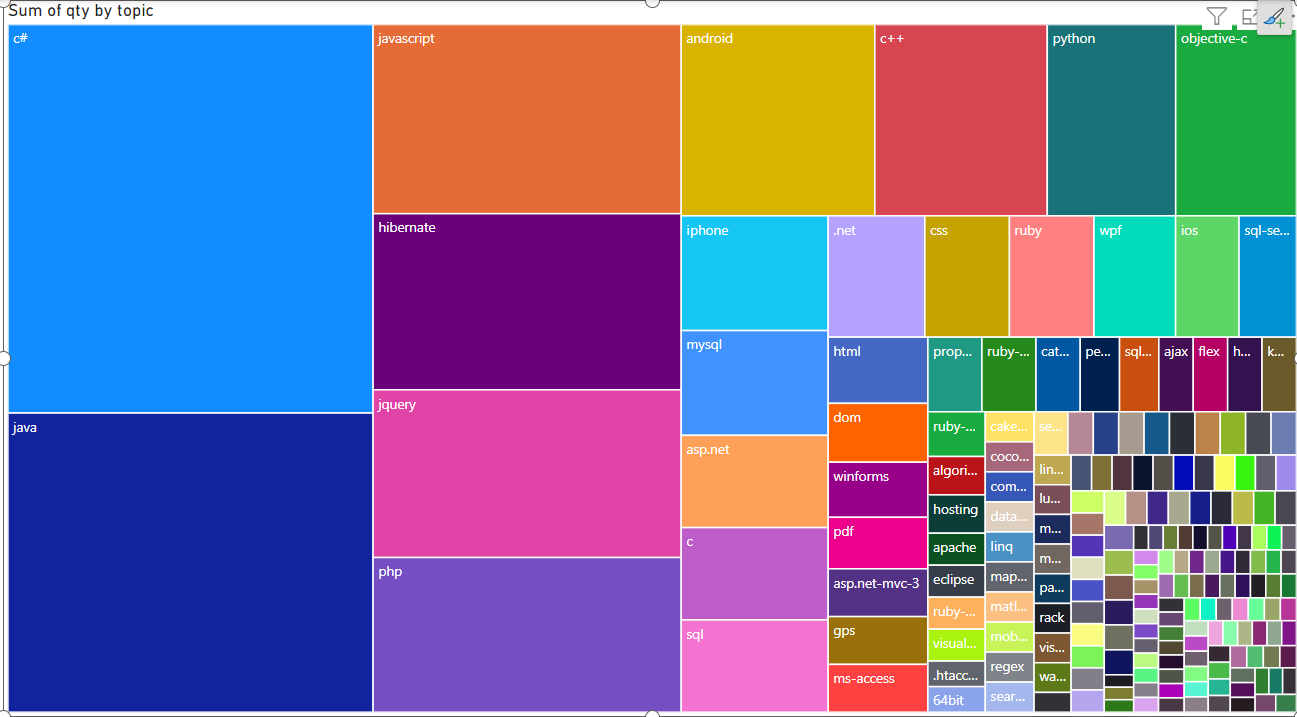 Sum of qty by topic
c#
javascript
android
c++
python
objective-c
hibernate
iphone
.net
css
ruby
wpf
ios
sql-se...
mysql
html
prop...
ruby-...
cat...
pe...
sql...
ajax
flex
h...
k...
jquery
java
asp.net
dom
ruby-...
cake...
se...
winforms
algori...
coco...
lin...
com...
lu...
pdf
hosting
data...
m...
c
apache
linq
m...
php
asp.net-mvc-3
eclipse
map...
pa...
gps
ruby-...
matl...
rack
sql
visual...
mob...
vis...
ms-access
.htacc...
regex
wa...
64bit
sear...